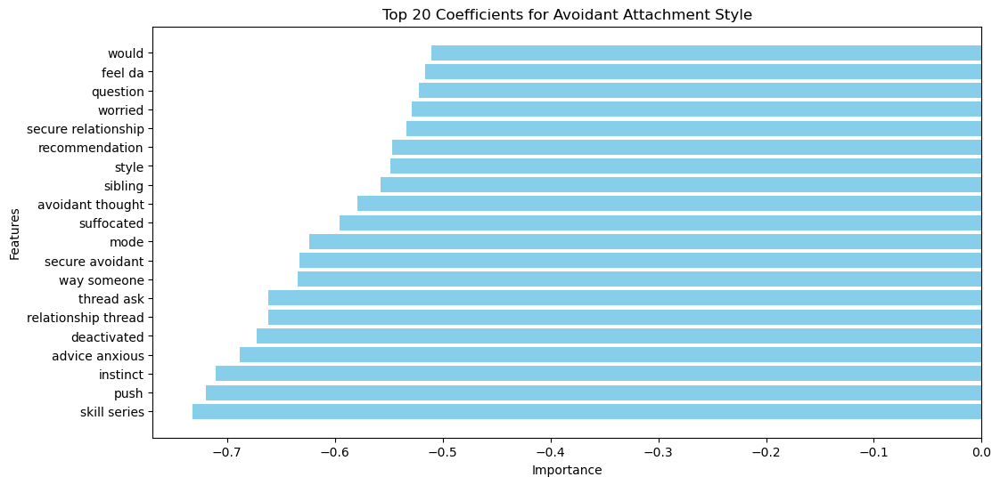 Top 20 Coefficients for Avoidant Attachment Style
would
feel da
question
worried
secure relationship
recommendation
style
sibling
avoidant thought
suffocated
mode
secure avoidant
way someone
thread ask
relationship thread
deactivated
advice anxious
instinct
push
skill series
Features
−0.7 −0.6 −0.5 −0.4 −0.3 −0.2 −0.1 0.0
Importance